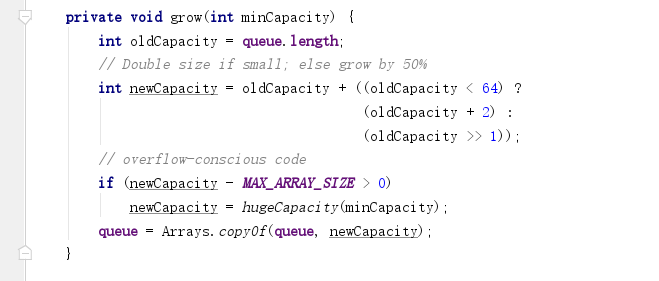 private void grow(int minCapacity) {
    int oldCapacity = queue.length;
    // Double size if small; else grow by 50%
    int newCapacity = oldCapacity + ((oldCapacity < 64) ?
                                     (oldCapacity + 2) :
                                     (oldCapacity >> 1));
    // overflow-conscious code
    if (newCapacity - MAX_ARRAY_SIZE > 0)
        newCapacity = hugeCapacity(minCapacity);
    queue = Arrays.copyOf(queue, newCapacity);
}